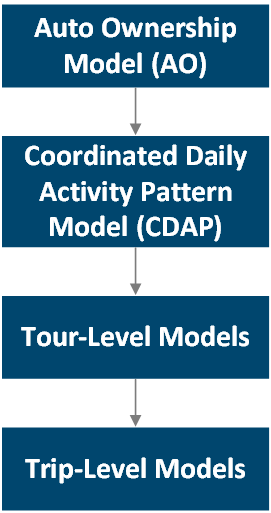 Auto Ownership
Model (AO)
Coordinated Daily
Activity Pattern
Model (CDAP)
Tour-Level Models
Trip-Level Models